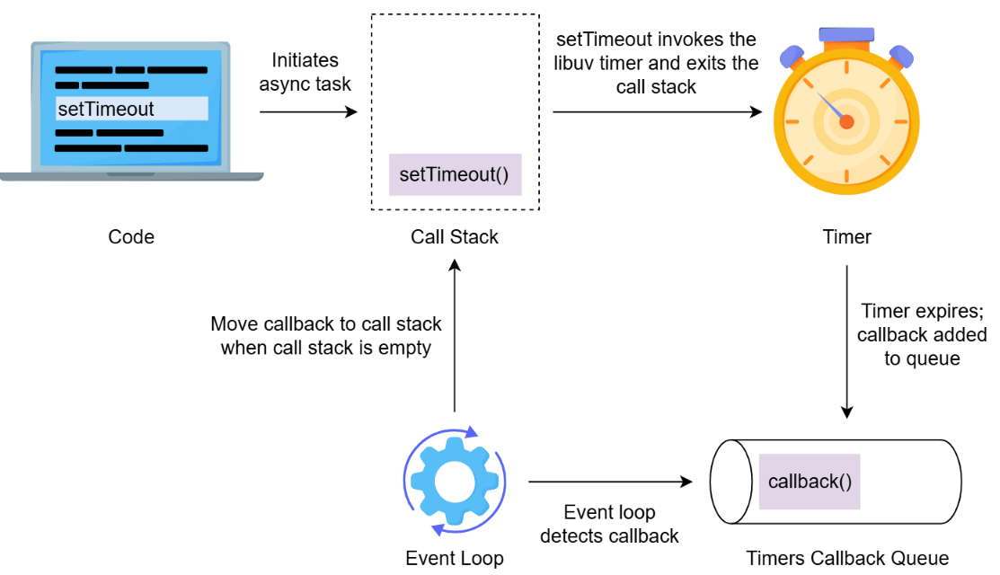 setTimeout
Code
Initiates
async task
setTimeout()
Call Stack
setTimeout invokes the
libuv timer and exits the
call stack
Timer
Timer expires;
callback added
to queue
callback()
Timers Callback Queue
Event loop
detects callback
Event Loop
Move callback to call stack
when call stack is empty